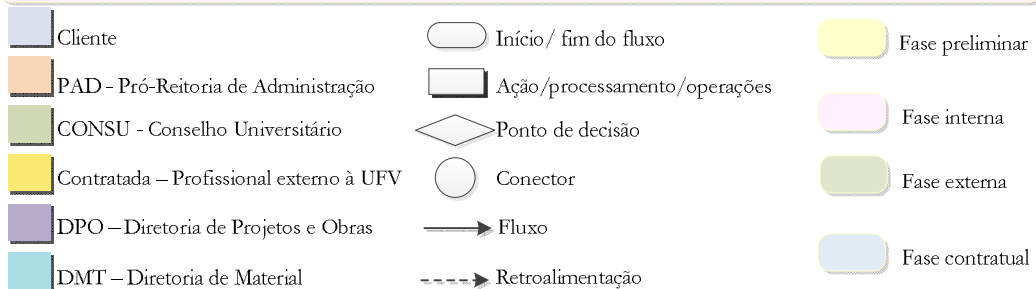 Cliente
PAD - Pró-Reitoria de Administração
CONSU - Conselho Universitário
Contratada – Profissional externo à UFV
DPO – Diretoria de Projetos e Obras
DMT – Diretoria de Material
Início/ fim do fluxo
Ação/processamento/operações
Ponto de decisão
Conector
Fluxo
Retroalimentação
Fase preliminar
Fase interna
Fase externa
Fase contratual